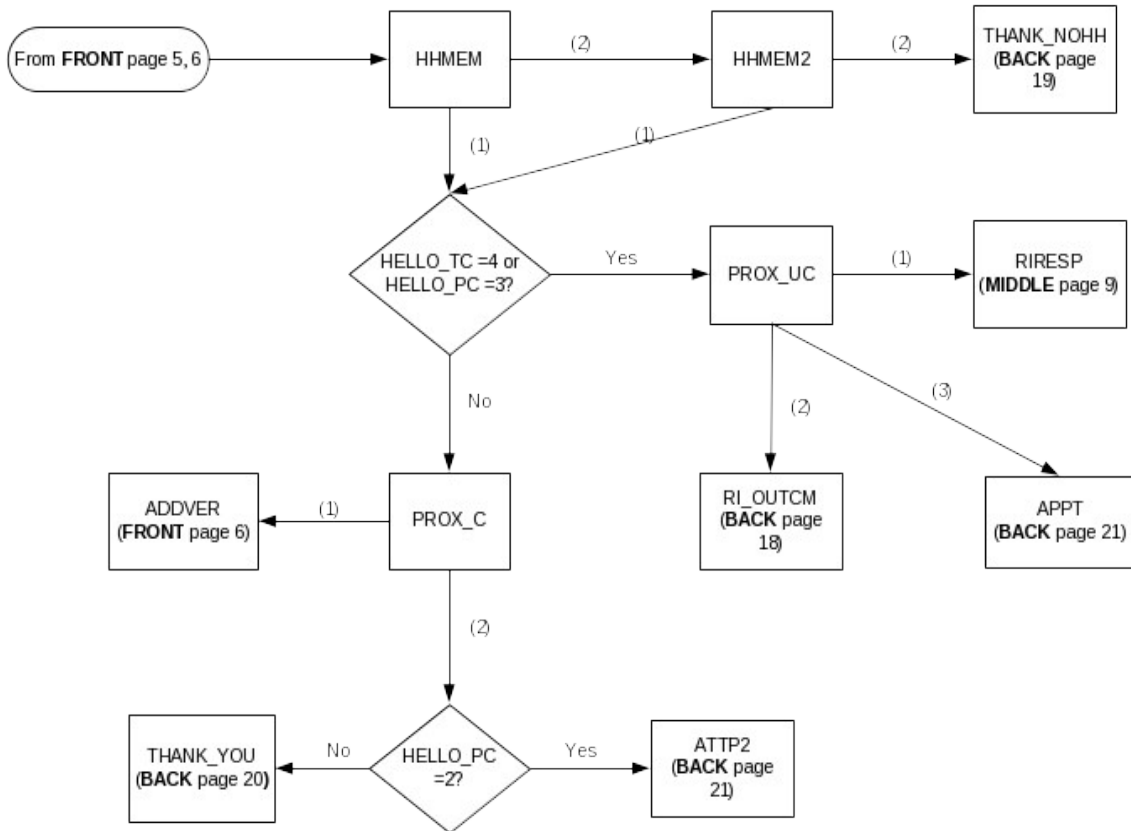 From FRONT page 5, 6
HHMEM
(2)
HHMEM2
(2)
THANK_NOHH
(BACK page
19)
(1)
(1)
HELLO_TC =4 or
HELLO_PC =3?
Yes
PROX_UC
(1)
RIRESP
(MIDDLE page 9)
No
(2)
(3)
ADDVER
(FRONT page 6)
(1)
PROX_C
RI_OUTCM
(BACK page
18)
APPT
(BACK page 21)
(2)
THANK_YOU
(BACK page 20)
No
HELLO_PC
=2?
Yes
ATTP2
(BACK page
21)